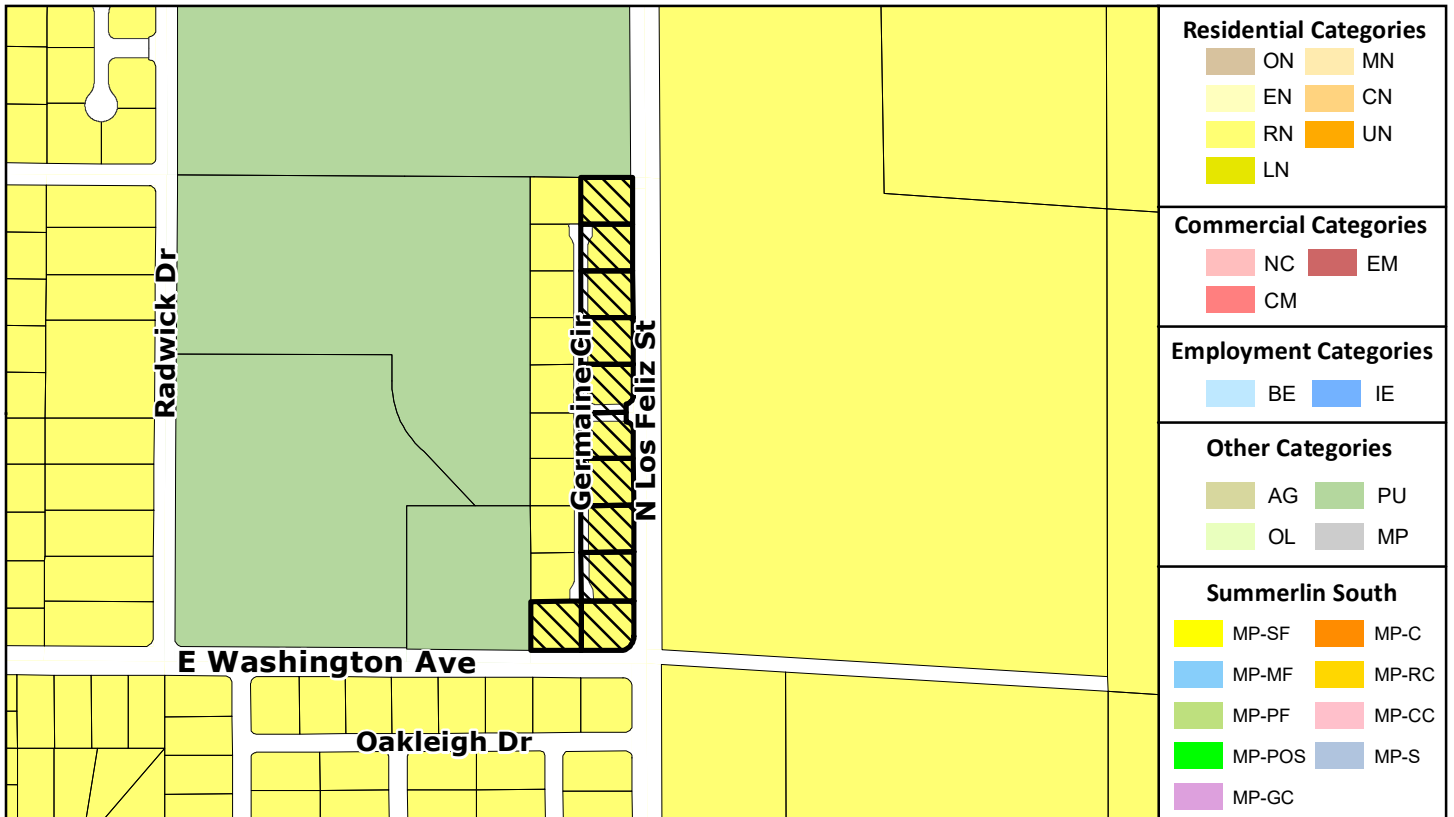 Radwick Dr
Germaine Cir
N Los Feliz St
E Washington Ave
Oakleigh Dr
Residential Categories
ON MN
EN CN
RN UN
LN
Commercial Categories
NC EM
CM
Employment Categories
BE IE
Other Categories
AG PU
OL MP
Summerlin South
MP-SF MP-C
MP-MF MP-RC
MP-PF MP-CC
MP-POS MP-S
MP-GC